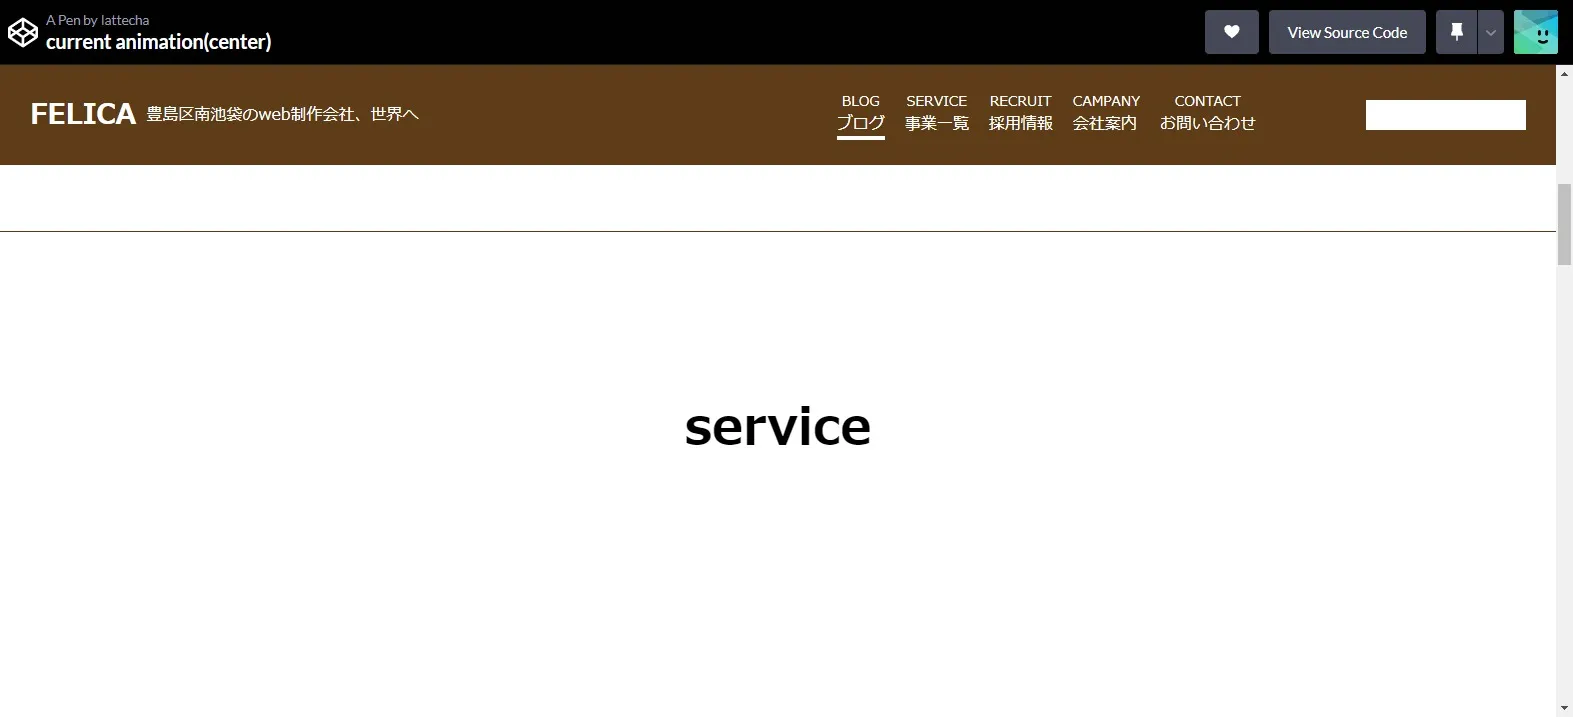 A Pen by lattecha
current animation(center)
View Source Code
FELICA 豊島区南池袋のweb制作会社、世界へ
BLOG SERVICE RECRUIT CAMPANY CONTACT
ブログ 事業一覧 採用情報 会社案内 お問い合わせ
service